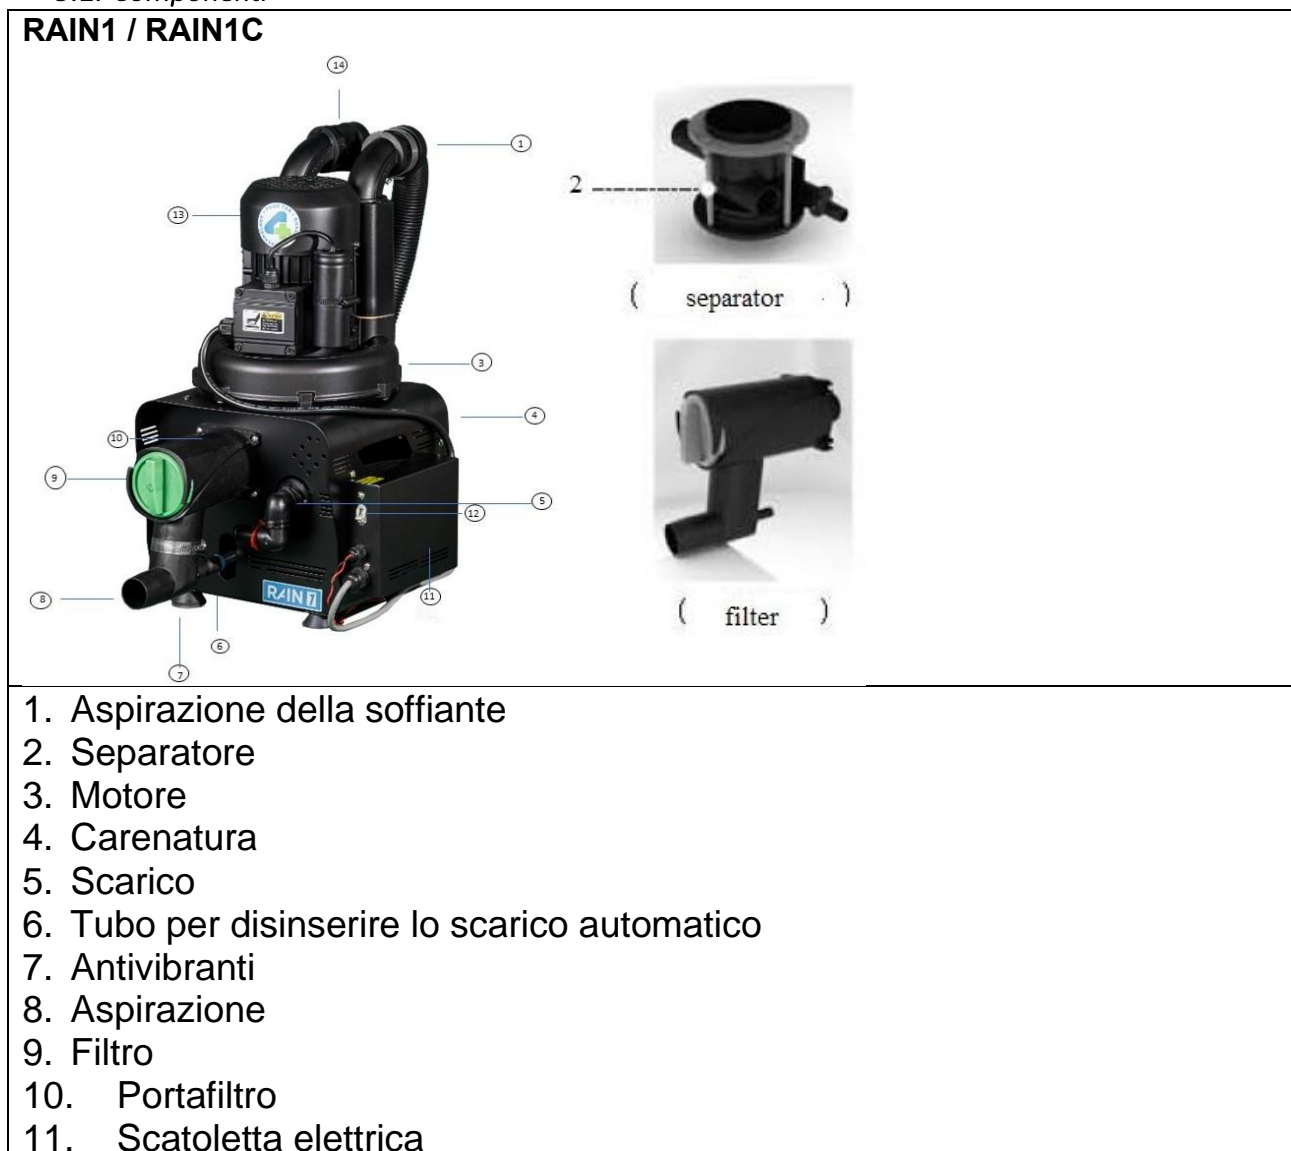 RAIN1 / RAIN1C
14
1
13
2
( separator )
3
4
10
9
5
12
RAIN 1
8
11
6
7
( filter )
1. Aspirazione della soffiante
2. Separatore
3. Motore
4. Carenatura
5. Scarico
6. Tubo per disinserire lo scarico automatico
7. Antivibranti
8. Aspirazione
9. Filtro
10. Portafiltro
11. Scatoletta elettrica